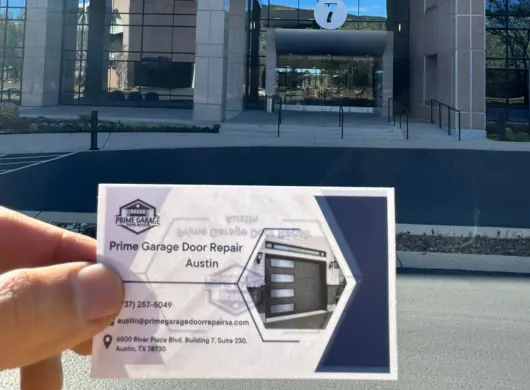 7
PRIME GARAGE
Prime Garage Door Repair
Austin
37) 257-5049
austin@primegaragedoorrepairsa.com
6500 River Place Blvd, Building 7, Suite 230,
Austin, TX 78730